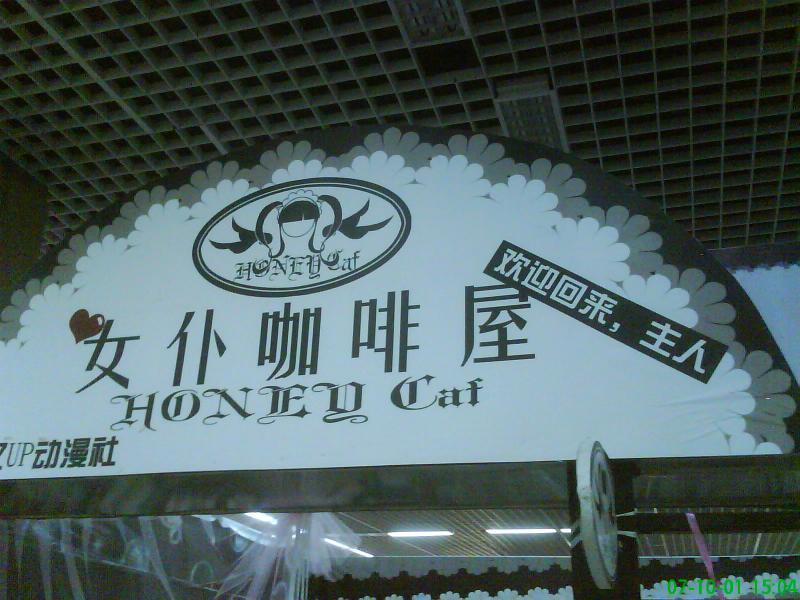 HONEY Caf
欢迎回来，主人
女仆咖啡屋
HONEY Caf
UP动漫社
07-10-01 15:04